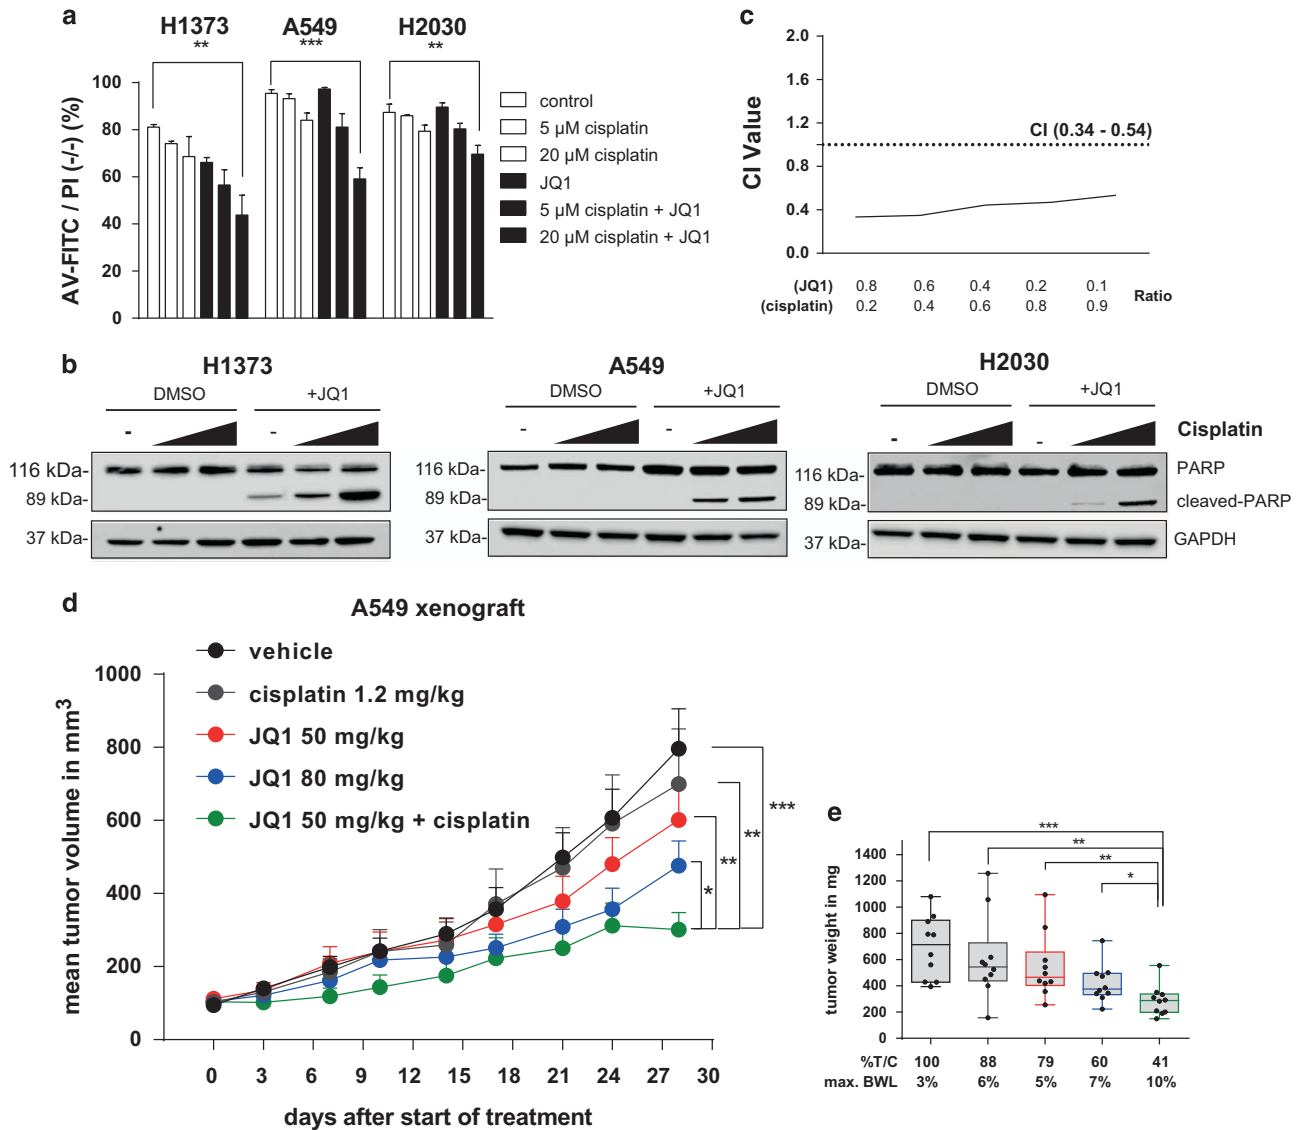 a
H1373
A549
H2030
**
***
**
AV-FITC / PI (-/-) (%)
100
80
60
40
20
0
control
5 µM cisplatin
20 µM cisplatin
JQ1
5 µM cisplatin + JQ1
20 µM cisplatin + JQ1
c
CI Value
2.0
1.6
1.2
0.8
0.4
0.0
CI (0.34 - 0.54)
(JQ1) 0.8 0.6 0.4 0.2 0.1
(cisplatin) 0.2 0.4 0.6 0.8 0.9
Ratio
b
H1373
DMSO +JQ1
- -
116 kDa-
89 kDa-
37 kDa-
A549
DMSO +JQ1
- -
116 kDa-
89 kDa-
37 kDa-
H2030
DMSO +JQ1
- -
Cisplatin
116 kDa-
PARP
89 kDa-
cleaved-PARP
37 kDa-
GAPDH
d
A549 xenograft
vehicle
cisplatin 1.2 mg/kg
JQ1 50 mg/kg
JQ1 80 mg/kg
JQ1 50 mg/kg + cisplatin
mean tumor volume in mm3
1000
800
600
400
200
0
0 3 6 9 12 15 18 21 24 27 30
days after start of treatment
*
**
**
***
e
***
**
**
*
tumor weight in mg
1400
1200
1000
800
600
400
200
0
%T/C 100 88 79 60 41
max. BWL 3% 6% 5% 7% 10%